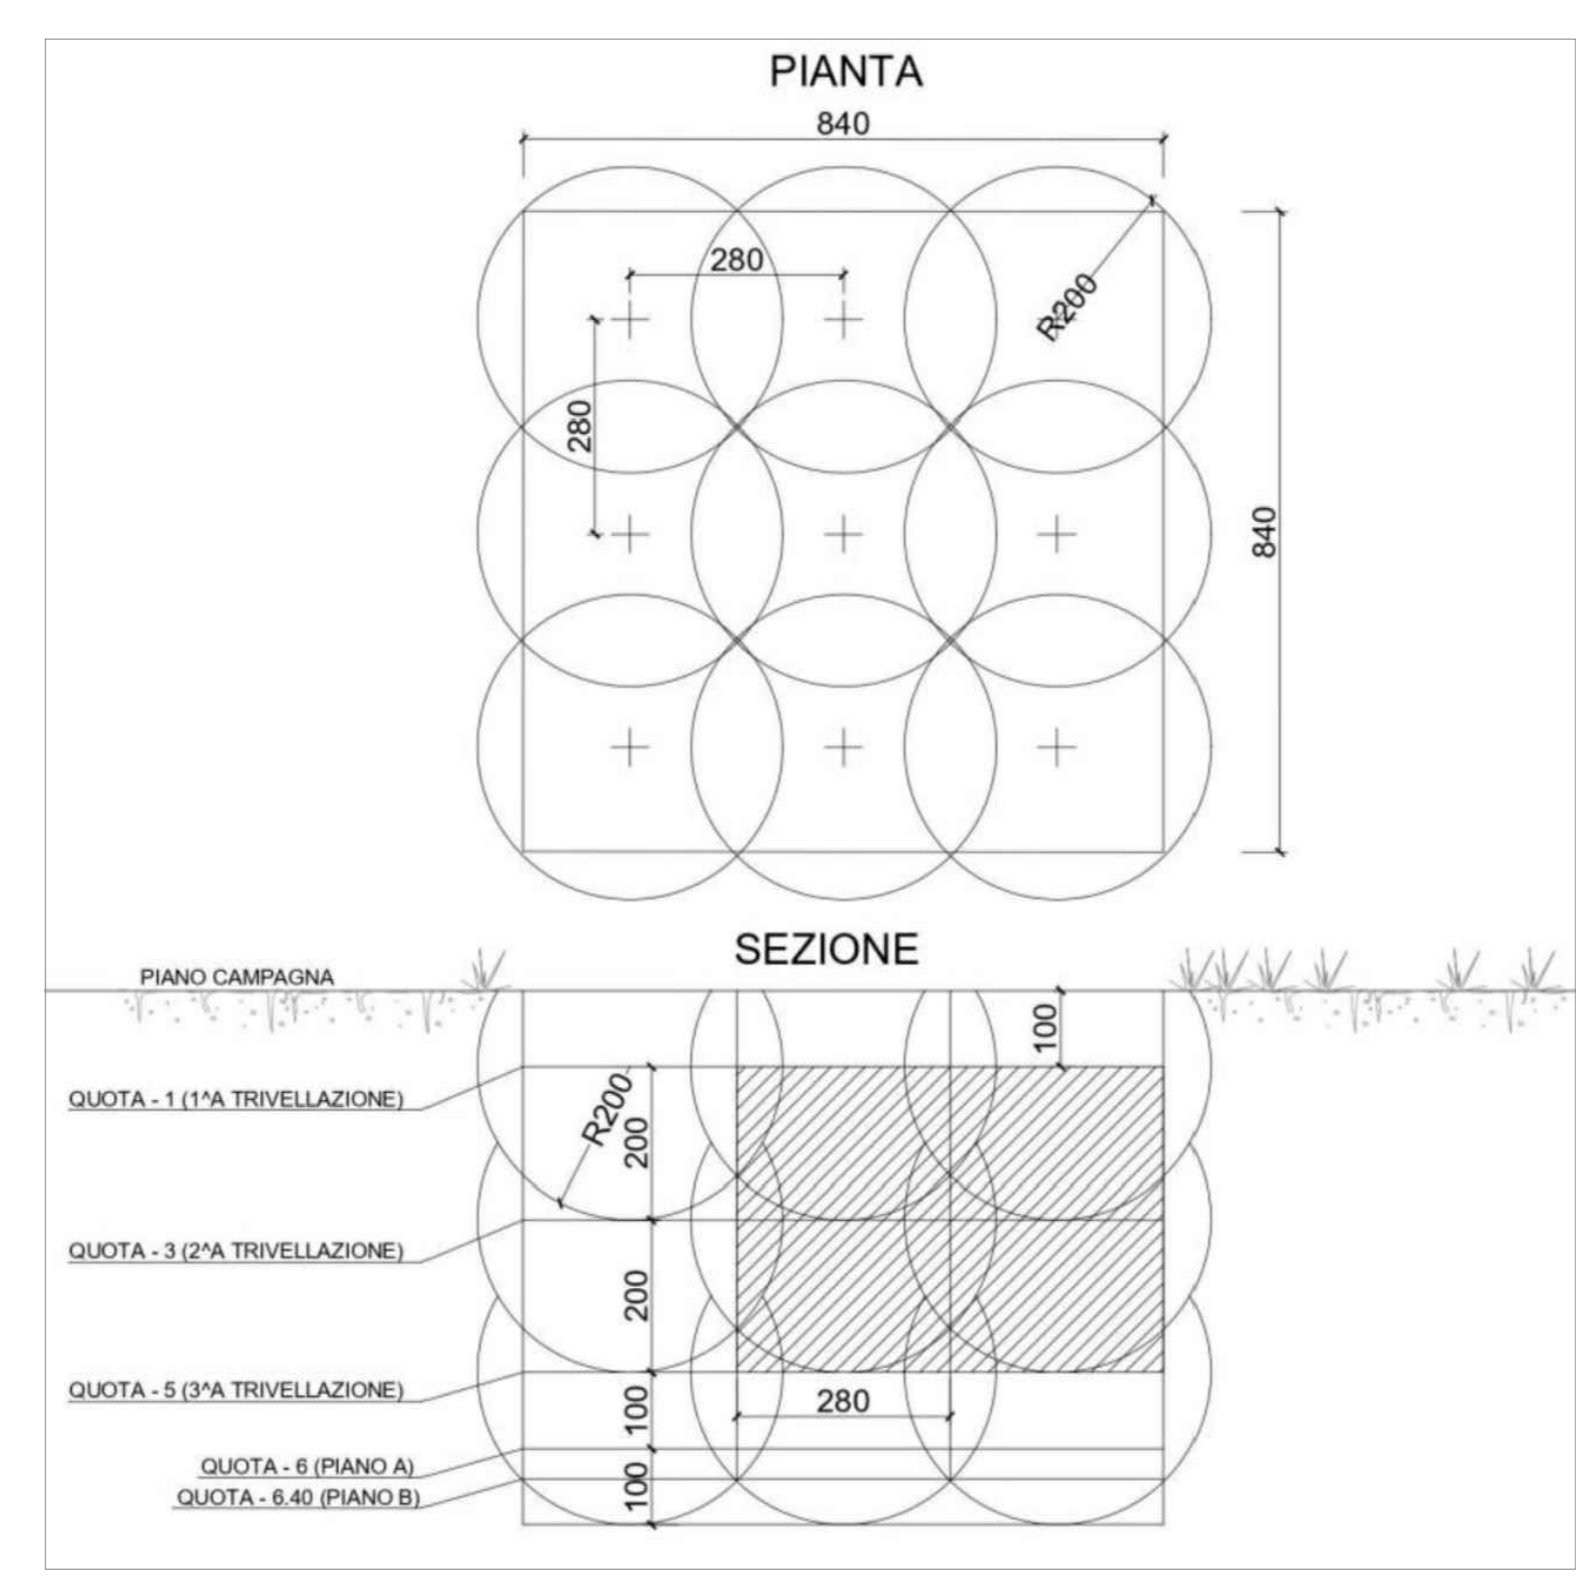 PIANTA
840
280
R200
280
840
SEZIONE
PIANO CAMPAGNA
100
QUOTA - 1 (1^A TRIVELLAZIONE)
R200
200
QUOTA - 3 (2^A TRIVELLAZIONE)
200
QUOTA - 5 (3^A TRIVELLAZIONE)
280
100
QUOTA - 6 (PIANO A)
100
QUOTA - 6.40 (PIANO B)